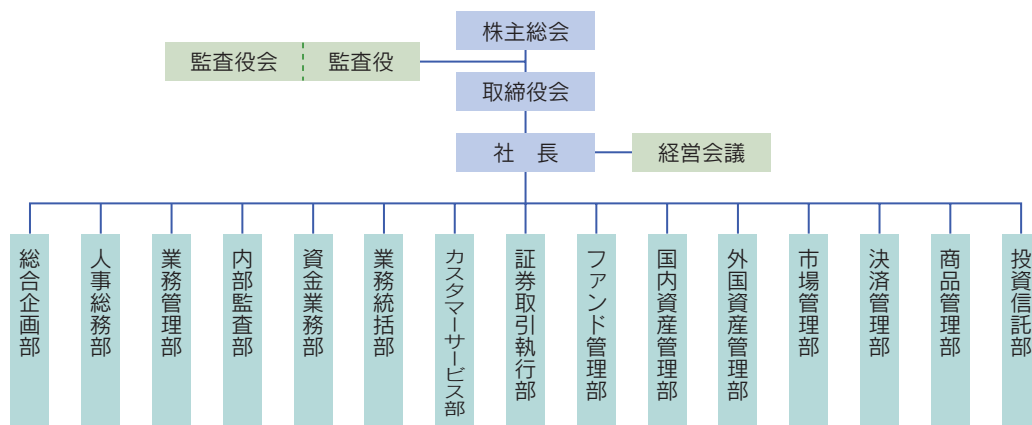 株主総会
監査役会
監査役
取締役会
社　長
経営会議
総合企画部
人事総務部
業務管理部
内部監査部
資金業務部
業務統括部
カスタマーサービス部
証券取引執行部
ファンド管理部
国内資産管理部
外国資産管理部
市場管理部
決済管理部
商品管理部
投資信託部